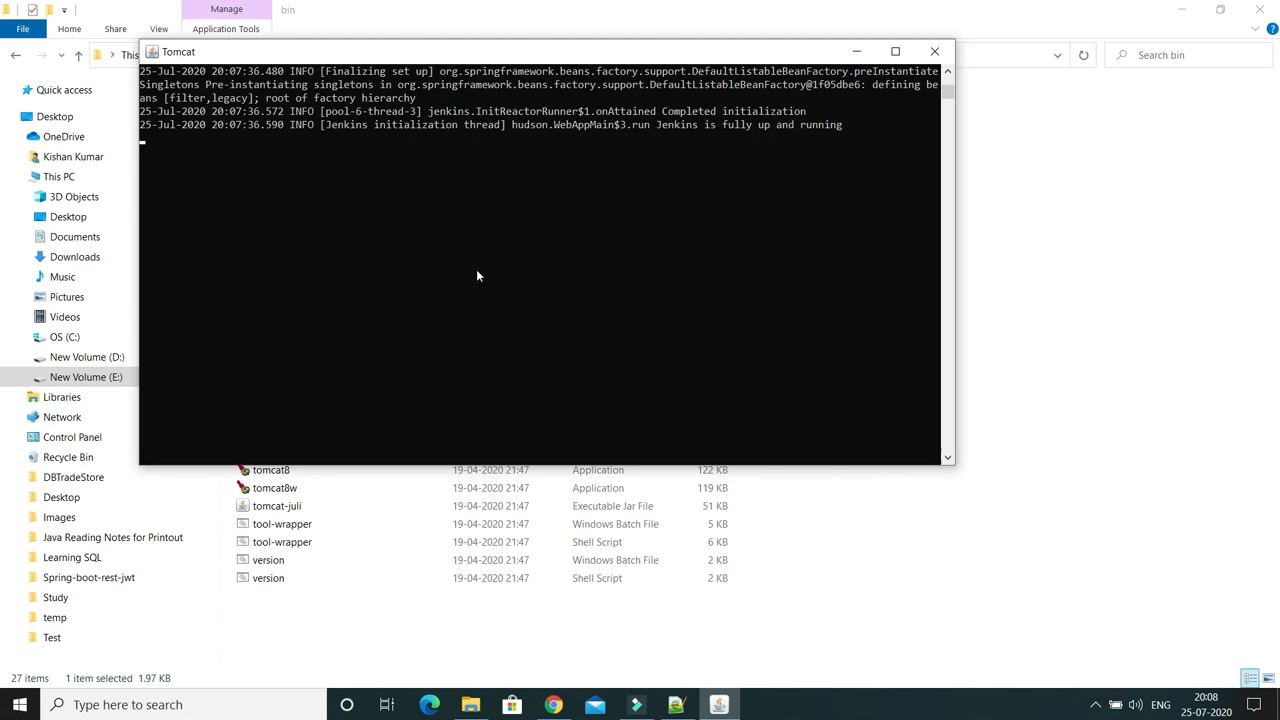 Manage
bin
File
Home
Share
View
Application Tools
This
Search bin
Tomcat
25-Jul-2020 20:07:36.480 INFO [Finalizing set up] org.springframework.beans.factory.support.DefaultListableBeanFactory.preInstantiate
Singletons Pre-instantiating singletons in org.springframework.beans.factory.support.DefaultListableBeanFactory@1f05dbe6: defining be
ans [filter,legacy]; root of factory hierarchy
25-Jul-2020 20:07:36.572 INFO [pool-6-thread-3] jenkins.InitReactorRunner$1.onAttained Completed initialization
25-Jul-2020 20:07:36.590 INFO [Jenkins initialization thread] hudson.WebAppMain$3.run Jenkins is fully up and running
Quick access
Desktop
OneDrive
Kishan Kumar
This PC
3D Objects
Desktop
Documents
Downloads
Music
Pictures
Videos
OS (C:)
New Volume (D:)
New Volume (E:)
Libraries
Network
Control Panel
Recycle Bin
DBTradeStore
Desktop
Images
Java Reading Notes for Printout
Learning SQL
Spring-boot-rest-jwt
Study
temp
Test
tomcat8 19-04-2020 21:47 Application 122 KB
tomcat8w 19-04-2020 21:47 Application 119 KB
tomcat-juli 19-04-2020 21:47 Executable Jar File 51 KB
tool-wrapper 19-04-2020 21:47 Windows Batch File 5 KB
tool-wrapper 19-04-2020 21:47 Shell Script 6 KB
version 19-04-2020 21:47 Windows Batch File 2 KB
version 19-04-2020 21:47 Shell Script 2 KB
27 items 1 item selected 1.97 KB
Type here to search
ENG
20:08
25-07-2020